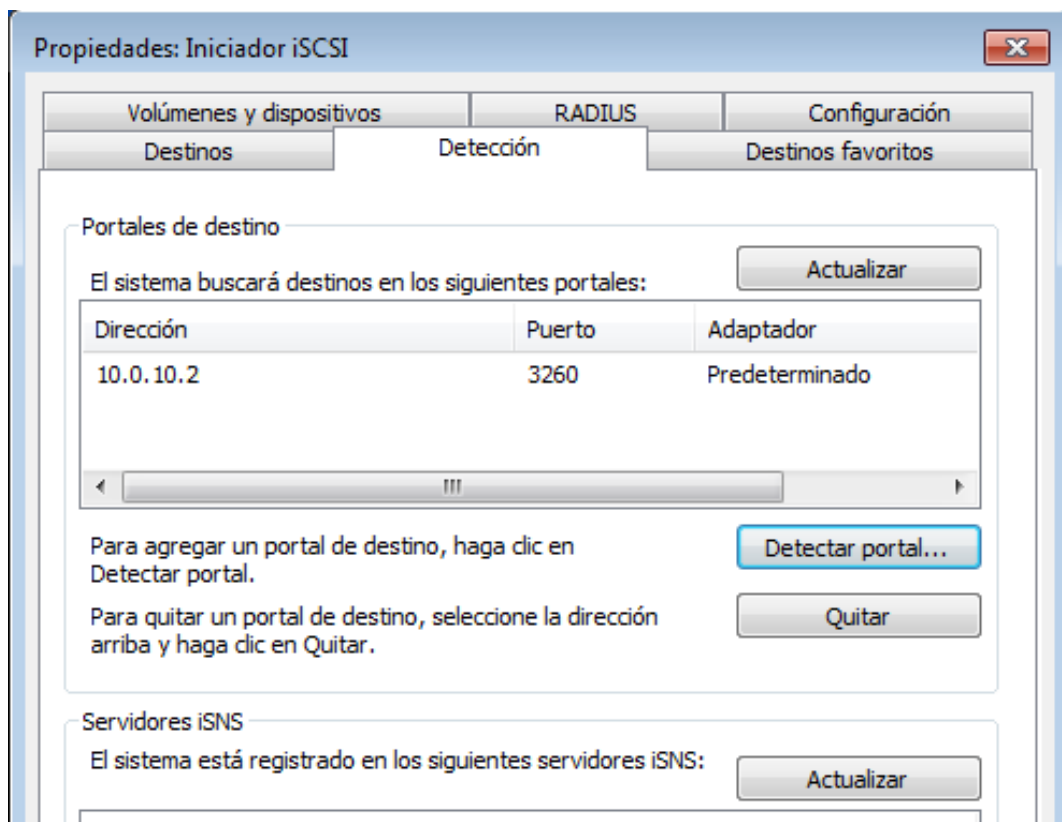 Propiedades: Iniciador iSCSI
Volúmenes y dispositivos RADIUS Configuración
Destinos Detección Destinos favoritos
Portales de destino
El sistema buscará destinos en los siguientes portales: Actualizar
Dirección Puerto Adaptador
10.0.10.2 3260 Predeterminado
Para agregar un portal de destino, haga clic en
Detectar portal.
Detectar portal...
Para quitar un portal de destino, seleccione la dirección
arriba y haga clic en Quitar.
Quitar
Servidores iSNS
El sistema está registrado en los siguientes servidores iSNS:
Actualizar